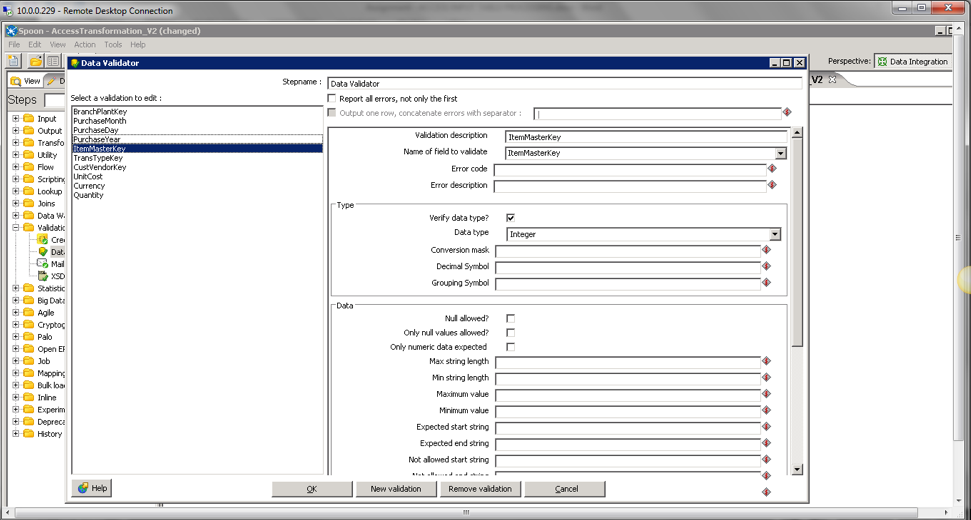 10.0.0.229 - Remote Desktop Connection
Spoon - AccessTransformation_V2 (changed)
File Edit View Action Tools Help
Perspective: Data Integration
Data Validator
View D
V2
Steps
Stepname : Data Validator
Select a validation to edit :
Report all errors, not only the first
Output one row, concatenate errors with separator :
BranchPlantKey
PurchaseMonth
PurchaseDay
PurchaseYear
ItemMasterKey
TransTypeKey
CustVendorKey
UnitCost
Currency
Quantity
Input
Output
Transfo
Utility
Flow
Scripting
Lookup
Joins
Data W
Validatio
Cre
Data
Mail
XSD
Statistic
Big Data
Agile
Cryptog
Palo
Open E
Job
Mapping
Bulk loa
Inline
Experim
Depreca
History
Validation description ItemMasterKey
Name of field to validate ItemMasterKey
Error code
Error description
Type
Verify data type?
Data type Integer
Conversion mask
Decimal Symbol
Grouping Symbol
Data
Null allowed?
Only null values allowed?
Only numeric data expected
Max string length
Min string length
Maximum value
Minimum value
Expected start string
Expected end string
Not allowed start string
Not allowed end string
Help OK New validation Remove validation Cancel